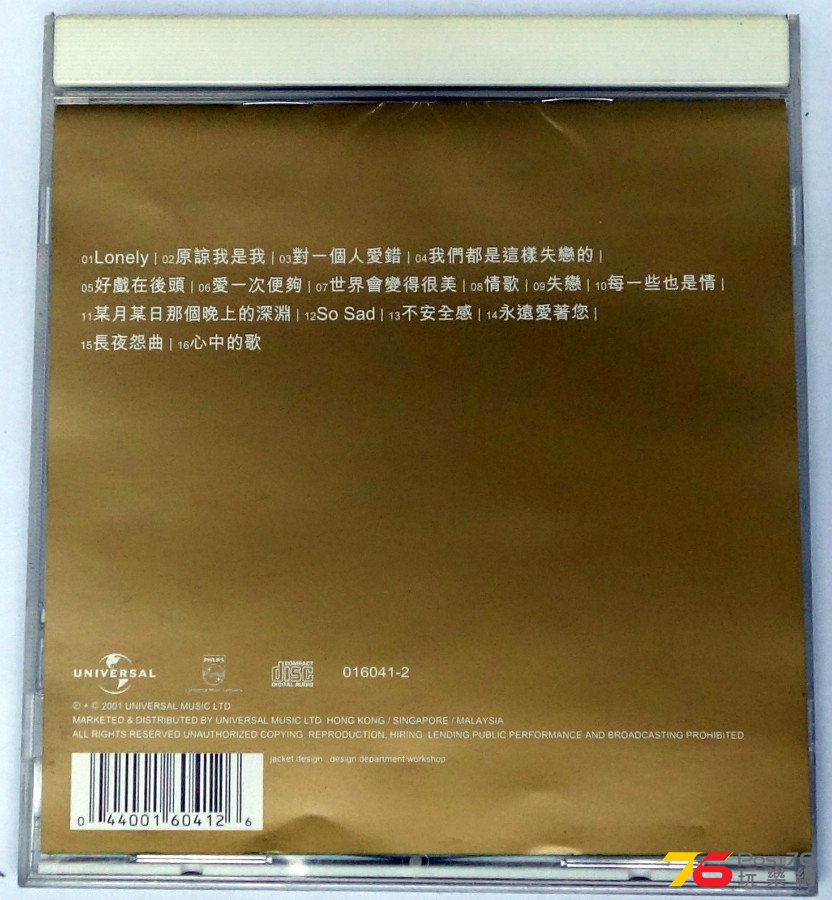 01Lonely | 02原諒我是我 | 03對一個人愛錯 | 04我們都是這樣失戀的 |
05好戲在後頭 | 06愛一次便夠 | 07世界會變得很美 | 08情歌 | 09失戀 | 10每一些也是情 |
11某月某日那個晚上的深淵 | 12So Sad | 13不安全感 | 14永遠愛著您 |
15長夜怨曲 | 16心中的歌
UNIVERSAL
PHILIPS
COMPACT
disc
DIGITAL AUDIO
016041-2
℗ • © 2001 UNIVERSAL MUSIC LTD
MARKETED & DISTRIBUTED BY UNIVERSAL MUSIC LTD HONG KONG / SINGAPORE / MALAYSIA
ALL RIGHTS RESERVED UNAUTHORIZED COPYING REPRODUCTION, HIRING, LENDING PUBLIC PERFORMANCE AND BROADCASTING PROHIBITED
jacket design . design department workshop
0 44001 60412 6
76 Post76
玩樂